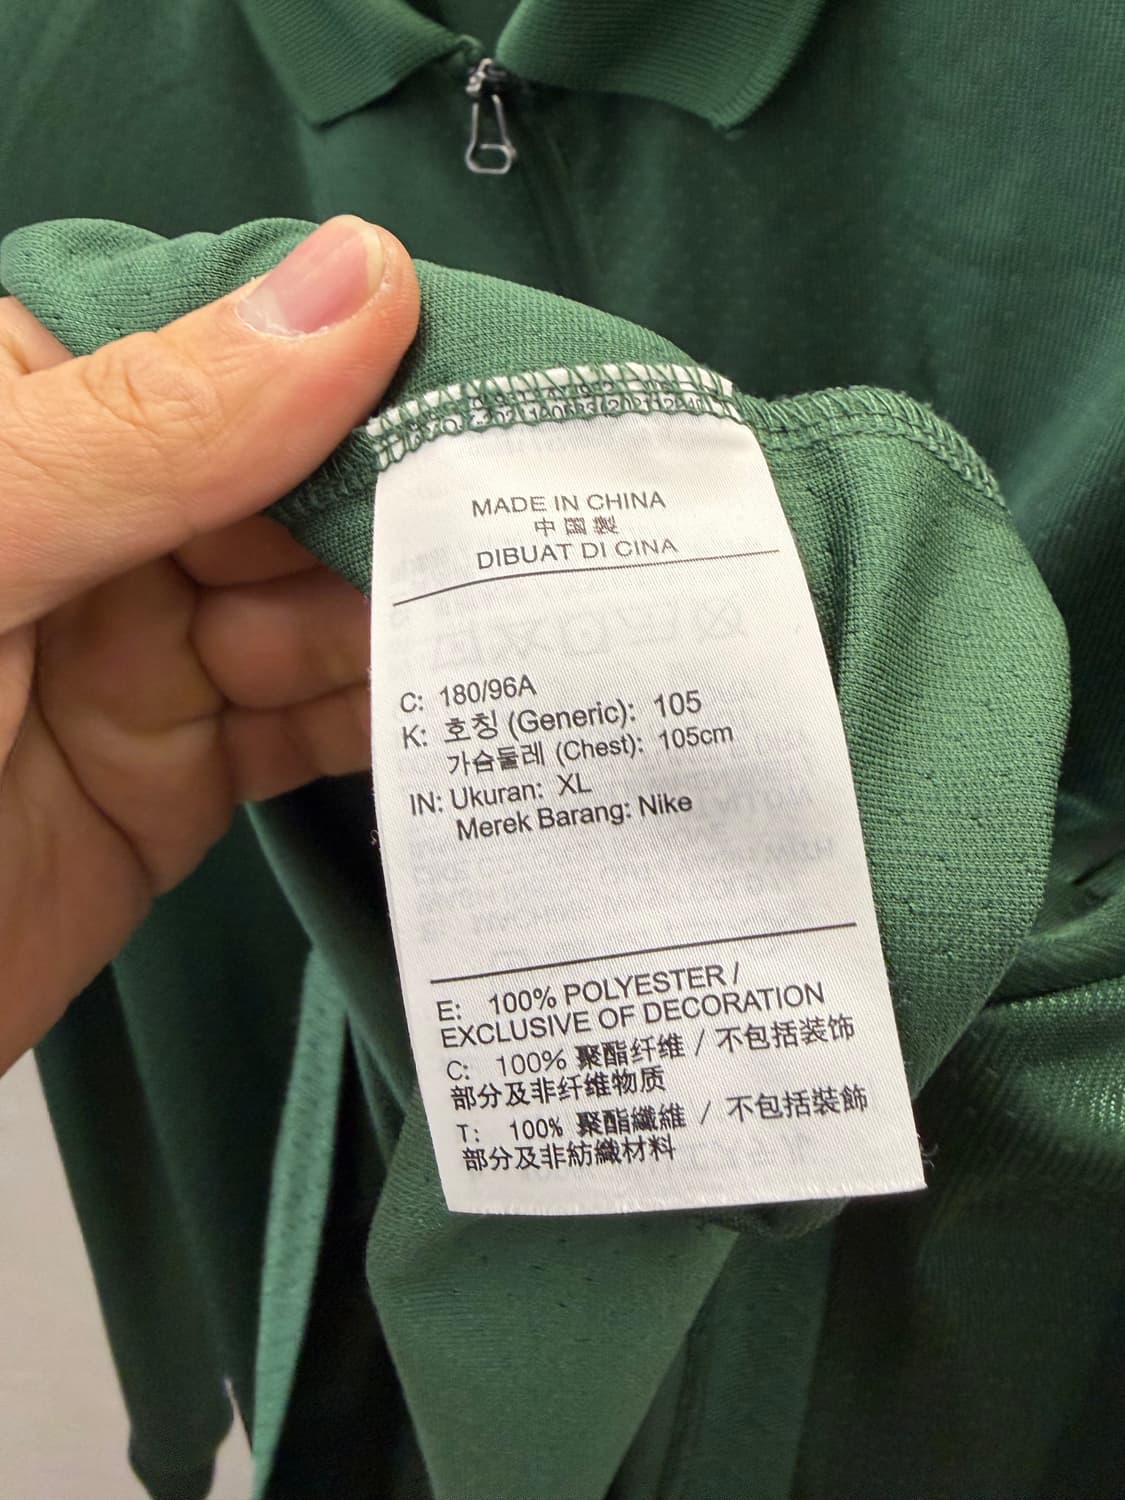 MADE IN CHINA
中国製
DIBUAT DI CINA
C: 180/96A
K: 호칭 (Generic): 105
가슴둘레 (Chest): 105cm
IN: Ukuran: XL
Merek Barang: Nike
E: 100% POLYESTER /
EXCLUSIVE OF DECORATION
C: 100% 聚酯纤维 / 不包括装饰
部分及非纤维物质
T: 100% 聚酯纖維 / 不包括裝飾
部分及非紡織材料